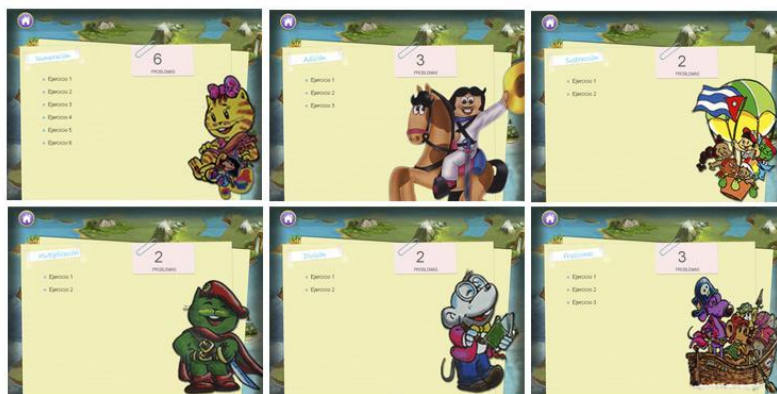 Numeración
6
PROBLEMAS
Ejercicio 1
Ejercicio 2
Ejercicio 3
Ejercicio 4
Ejercicio 5
Ejercicio 6
Adición
3
PROBLEMAS
Ejercicio 1
Ejercicio 2
Ejercicio 3
Sustracción
2
PROBLEMAS
Ejercicio 1
Ejercicio 2
Multiplicación
2
PROBLEMAS
Ejercicio 1
Ejercicio 2
División
2
PROBLEMAS
Ejercicio 1
Ejercicio 2
Fracciones
3
PROBLEMAS
Ejercicio 1
Ejercicio 2
Ejercicio 3